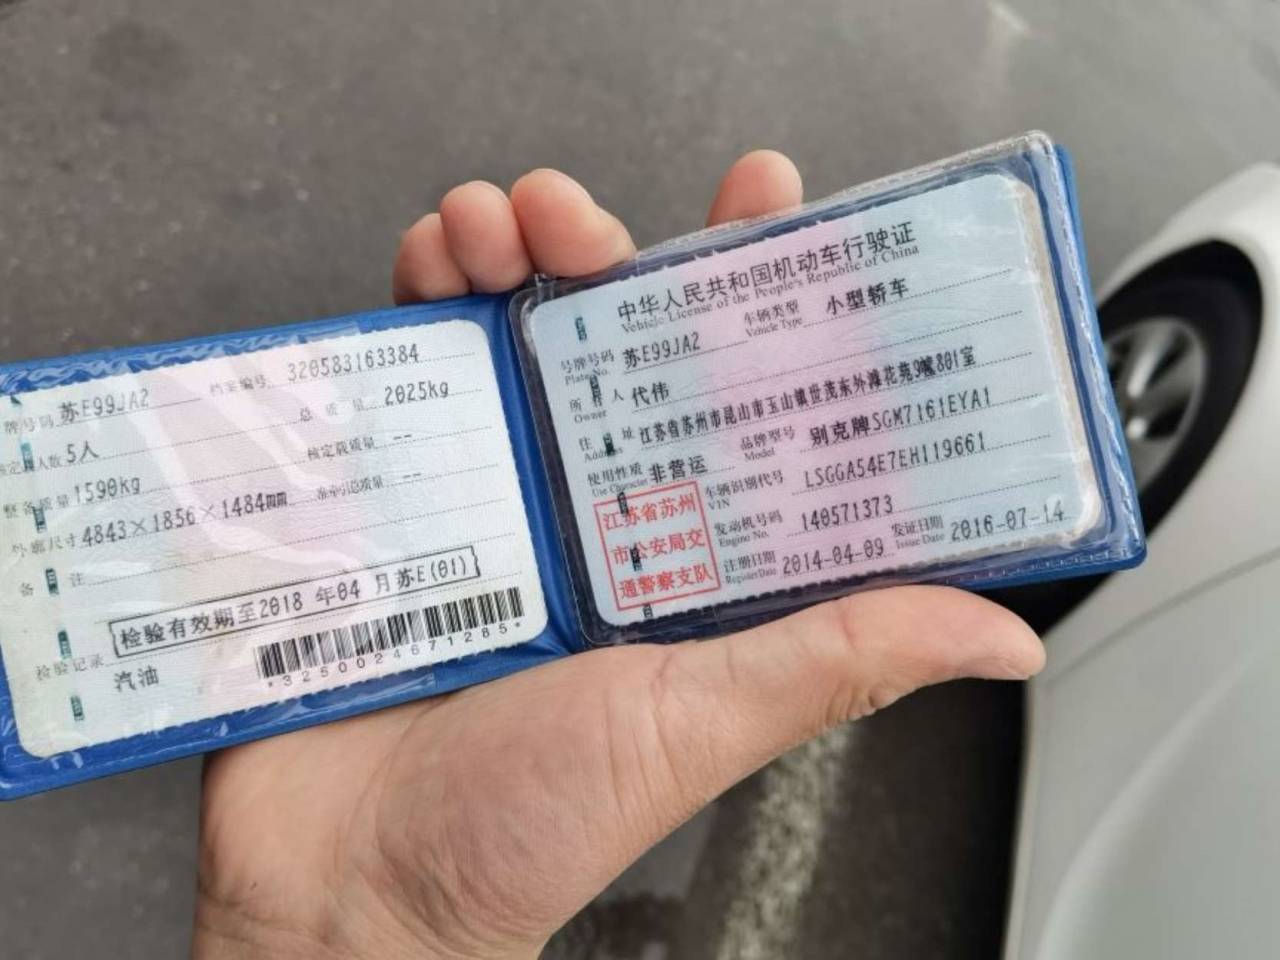 牌号码 苏E99JA2 档案编号 320583163384
定载人数 5人 总质量 2025kg
整备质量 1590kg 核定载质量 --
外廓尺寸 4843×1856×1484mm 准牵引总质量 --
备注
检验有效期至2018 年04 月苏E(01)
检验记录
汽油
*3250024671285*
中华人民共和国机动车行驶证
Vehicle License of the People's Republic of China
号牌号码 苏E99JA2 车辆类型 小型轿车
Plate No. Vehicle Type
所有人 代伟
Owner
住址 江苏省苏州市昆山市玉山镇世茂东外滩花苑9幢801室
Address
使用性质 非营运 品牌型号 别克牌SGM7161EYA1
Use Character Model
车辆识别代号 LSGGA54E7EH119661
VIN
发动机号码 140571373
Engine No.
注册日期 2014-04-09 发证日期 2016-07-14
Register Date Issue Date
江苏省苏州
市公安局交
通警察支队